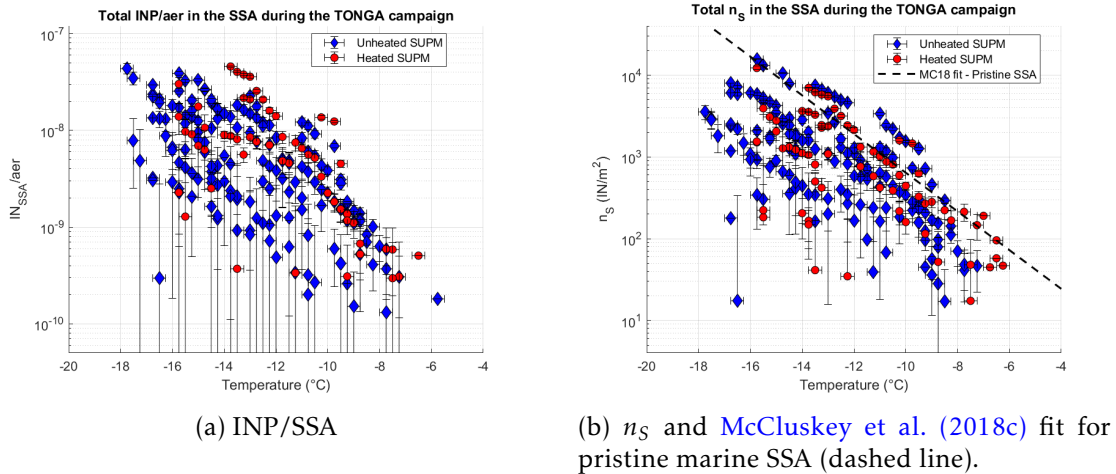 Total INP/aer in the SSA during the TONGA campaign
Unheated SUPM
Heated SUPM
10^-7
10^-8
10^-9
10^-10
IN_SSA/aer
-20 -18 -16 -14 -12 -10 -8 -6 -4
Temperature (°C)
(a) INP/SSA
Total n_S in the SSA during the TONGA campaign
Unheated SUPM
Heated SUPM
MC18 fit - Pristine SSA
10^4
10^3
10^2
10^1
n_S (IN/m^2)
-20 -18 -16 -14 -12 -10 -8 -6 -4
Temperature (°C)
(b) n_S and McCluskey et al. (2018c) fit for
pristine marine SSA (dashed line).